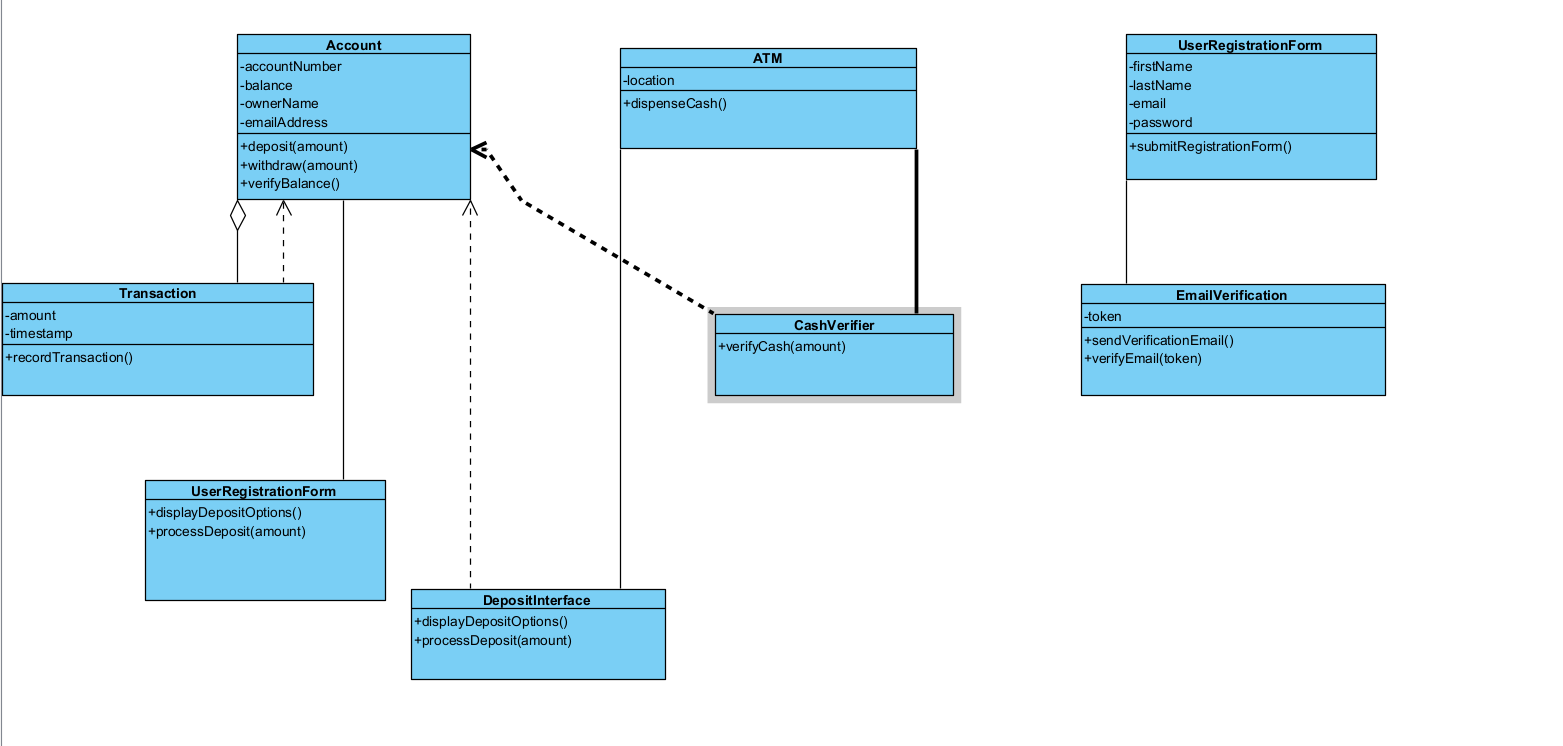 Account
-accountNumber
-balance
-ownerName
-emailAddress
+deposit(amount)
+withdraw(amount)
+verifyBalance()
ATM
-location
+dispenseCash()
UserRegistrationForm
-firstName
-lastName
-email
-password
+submitRegistrationForm()
Transaction
-amount
-timestamp
+recordTransaction()
CashVerifier
+verifyCash(amount)
EmailVerification
-token
+sendVerificationEmail()
+verifyEmail(token)
UserRegistrationForm
+displayDepositOptions()
+processDeposit(amount)
DepositInterface
+displayDepositOptions()
+processDeposit(amount)